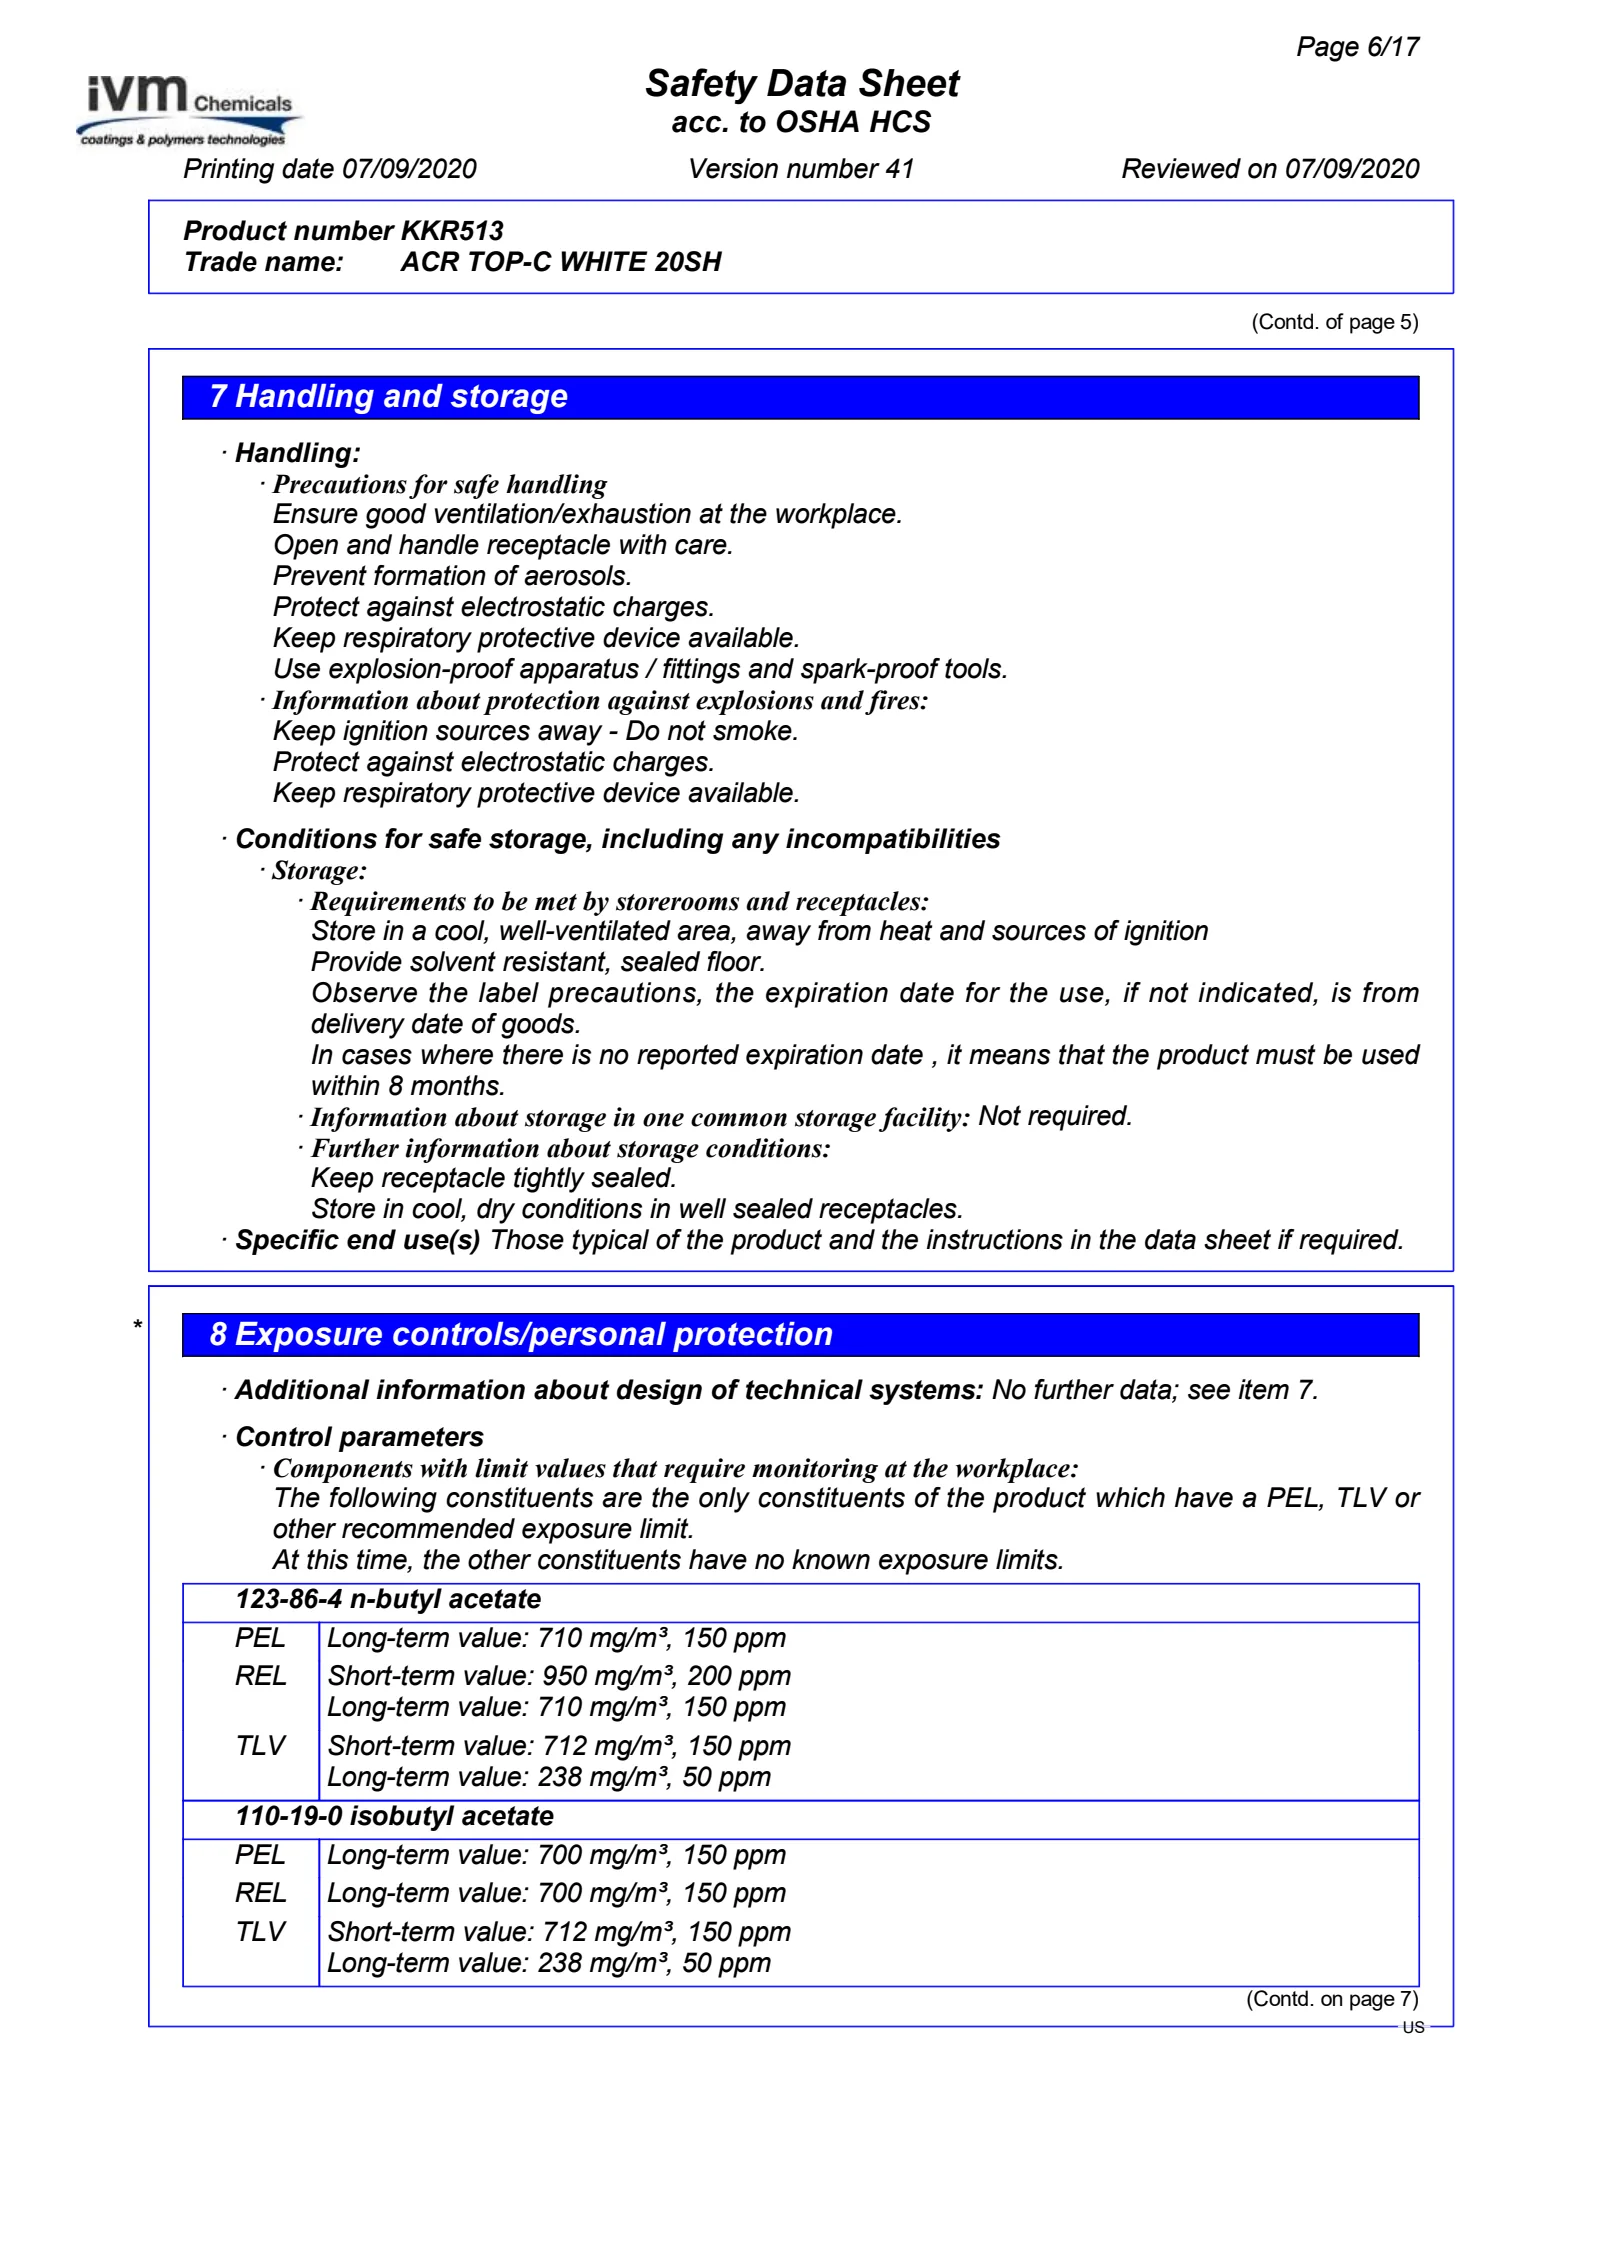 Page 6/17
ivm Chemicals
coatings & polymers technologies
Safety Data Sheet
acc. to OSHA HCS
Printing date 07/09/2020 Version number 41 Reviewed on 07/09/2020
Product number KKR513
Trade name: ACR TOP-C WHITE 20SH
(Contd. of page 5)
7 Handling and storage
· Handling:
· Precautions for safe handling
Ensure good ventilation/exhaustion at the workplace.
Open and handle receptacle with care.
Prevent formation of aerosols.
Protect against electrostatic charges.
Keep respiratory protective device available.
Use explosion-proof apparatus / fittings and spark-proof tools.
· Information about protection against explosions and fires:
Keep ignition sources away - Do not smoke.
Protect against electrostatic charges.
Keep respiratory protective device available.
· Conditions for safe storage, including any incompatibilities
· Storage:
· Requirements to be met by storerooms and receptacles:
Store in a cool, well-ventilated area, away from heat and sources of ignition
Provide solvent resistant, sealed floor.
Observe the label precautions, the expiration date for the use, if not indicated, is from
delivery date of goods.
In cases where there is no reported expiration date , it means that the product must be used
within 8 months.
· Information about storage in one common storage facility: Not required.
· Further information about storage conditions:
Keep receptacle tightly sealed.
Store in cool, dry conditions in well sealed receptacles.
· Specific end use(s) Those typical of the product and the instructions in the data sheet if required.
* 8 Exposure controls/personal protection
· Additional information about design of technical systems: No further data; see item 7.
· Control parameters
· Components with limit values that require monitoring at the workplace:
The following constituents are the only constituents of the product which have a PEL, TLV or
other recommended exposure limit.
At this time, the other constituents have no known exposure limits.
123-86-4 n-butyl acetate
PEL Long-term value: 710 mg/m³, 150 ppm
REL Short-term value: 950 mg/m³, 200 ppm
Long-term value: 710 mg/m³, 150 ppm
TLV Short-term value: 712 mg/m³, 150 ppm
Long-term value: 238 mg/m³, 50 ppm
110-19-0 isobutyl acetate
PEL Long-term value: 700 mg/m³, 150 ppm
REL Long-term value: 700 mg/m³, 150 ppm
TLV Short-term value: 712 mg/m³, 150 ppm
Long-term value: 238 mg/m³, 50 ppm
(Contd. on page 7)
US